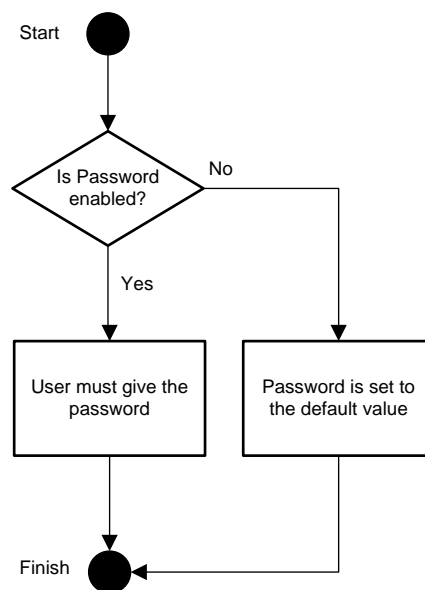 Start
Is Password
enabled?
No
Yes
User must give the
password
Password is set to
the default value
Finish